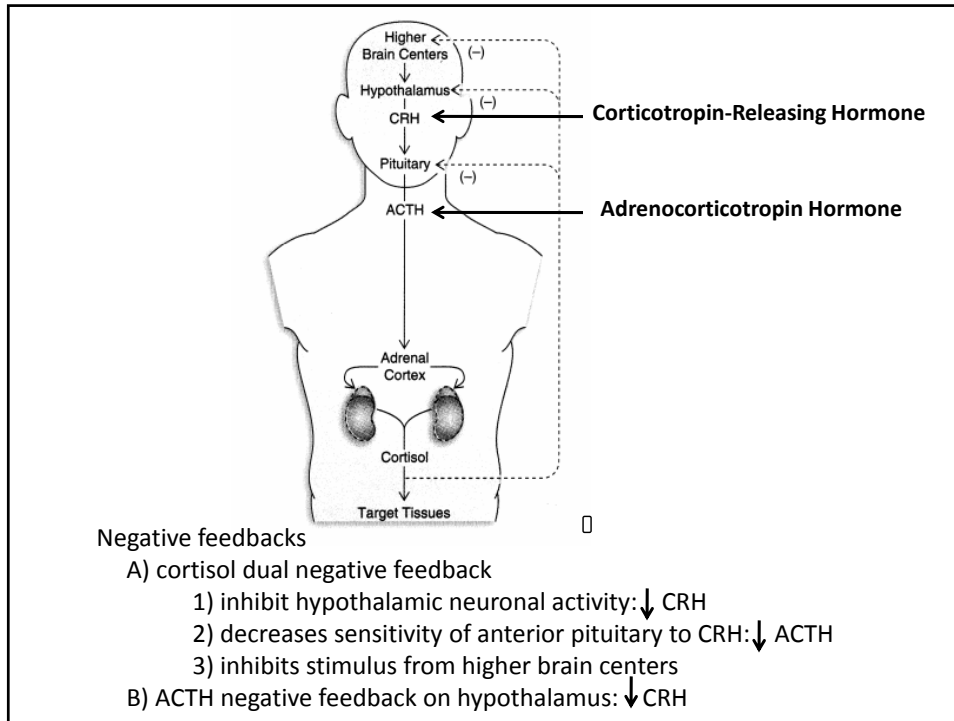 Higher
Brain Centers
(–)
Hypothalamus
(–)
CRH
Corticotropin-Releasing Hormone
Pituitary
(–)
ACTH
Adrenocorticotropin Hormone
Adrenal
Cortex
Cortisol
Target Tissues
Negative feedbacks
A) cortisol dual negative feedback
1) inhibit hypothalamic neuronal activity: ↓ CRH
2) decreases sensitivity of anterior pituitary to CRH: ↓ ACTH
3) inhibits stimulus from higher brain centers
B) ACTH negative feedback on hypothalamus: ↓ CRH